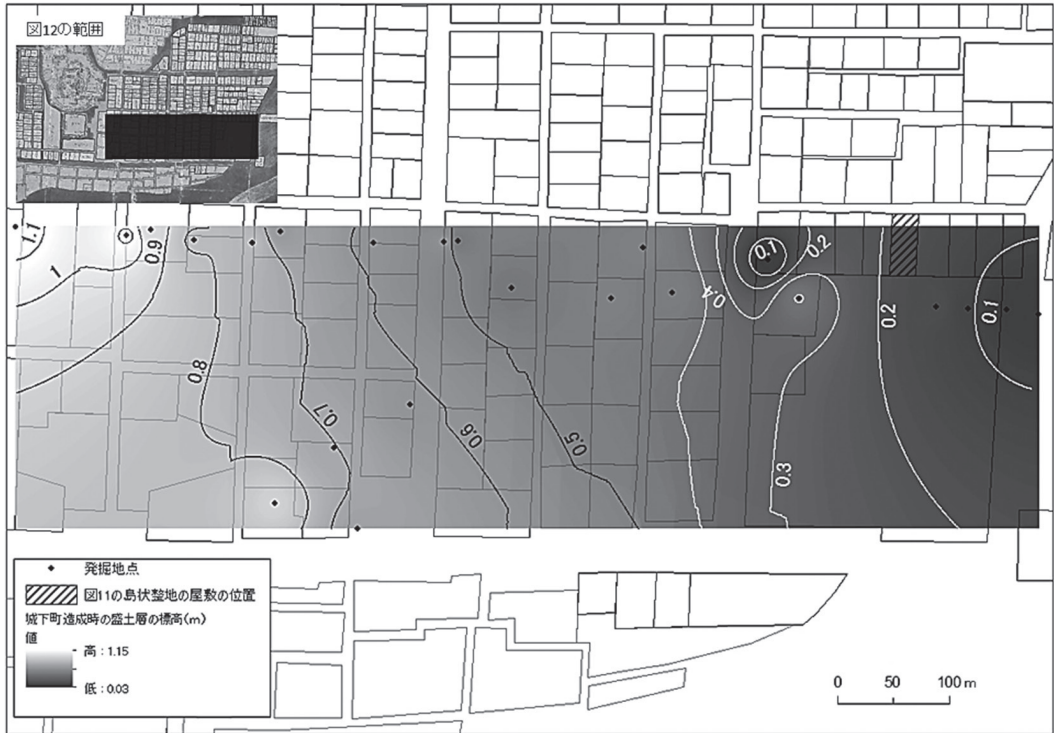 図12の範囲
1.1
1
0.9
0.8
0.7
0.6
0.5
0.4
0.1
0.2
0.3
0.2
0.1
発掘地点
図11の島状整地の屋敷の位置
城下町造成時の盛土層の標高(m)
値
高 : 1.15
低 : 0.03
0 50 100 m